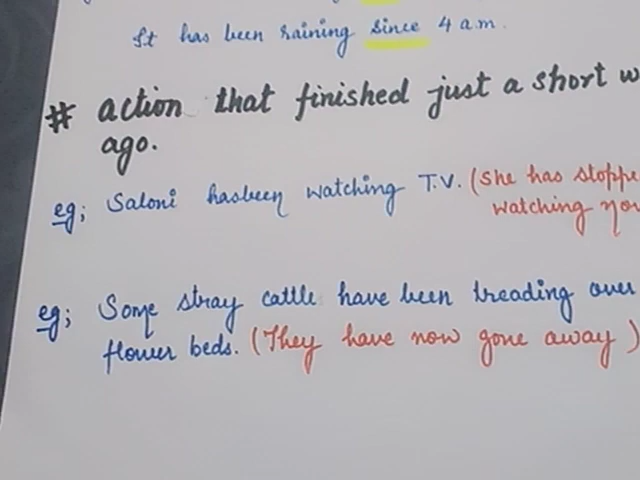 It has been raining since 4 a.m.
# action that finished just a short
ago.
eg; Saloni hasbeen watching T.V. (She has
watching
eg; Some stray cattle have been treading over
flower beds. (They have now gone away)